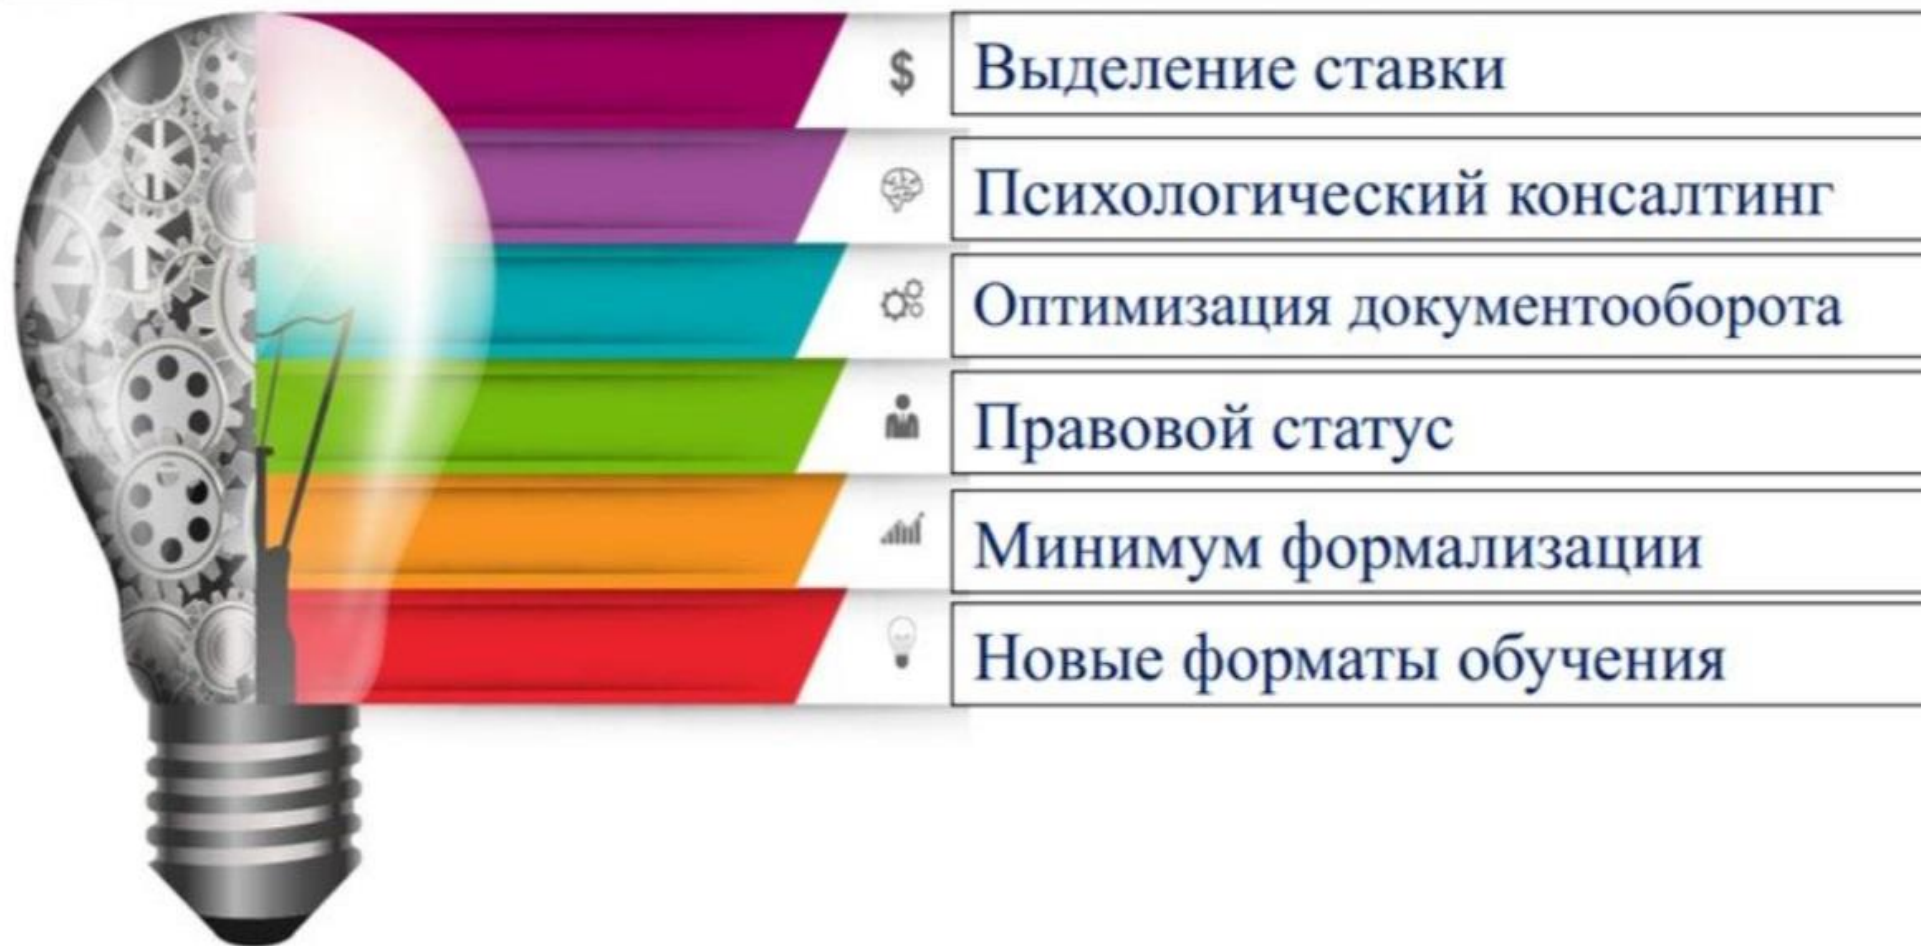 $
Выделение ставки
Психологический консалтинг
Оптимизация документооборота
Правовой статус
Минимум формализации
Новые форматы обучения